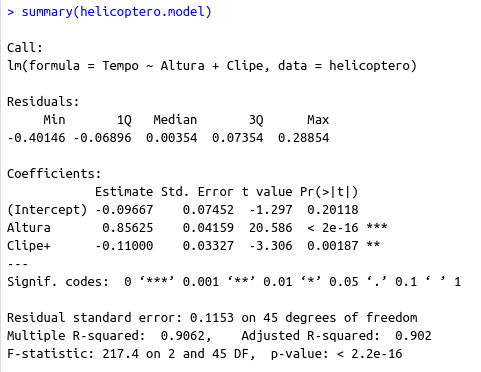 > summary(helicoptero.model)
Call:
lm(formula = Tempo ~ Altura + Clipe, data = helicoptero)
Residuals:
     Min       1Q   Median       3Q      Max
-0.40146 -0.06896  0.00354  0.07354  0.28854
Coefficients:
            Estimate Std. Error t value Pr(>|t|)
(Intercept) -0.09667    0.07452  -1.297  0.20118
Altura       0.85625    0.04159  20.586  < 2e-16 ***
Clipe+      -0.11000    0.03327  -3.306  0.00187 **
---
Signif. codes:  0 ‘***’ 0.001 ‘**’ 0.01 ‘*’ 0.05 ‘.’ 0.1 ‘ ’ 1
Residual standard error: 0.1153 on 45 degrees of freedom
Multiple R-squared:  0.9062,	Adjusted R-squared:  0.902
F-statistic: 217.4 on 2 and 45 DF,  p-value: < 2.2e-16